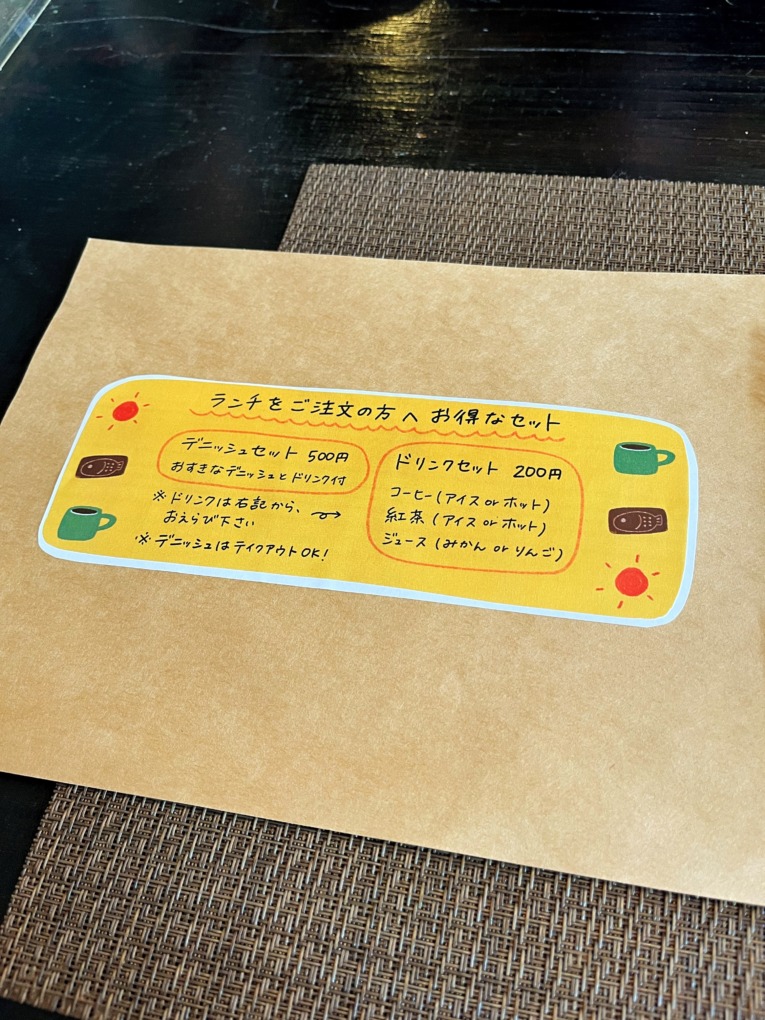 ランチをご注文の方へ お得なセット
デニッシュセット 500円
おすきなデニッシュとドリンク付
※ドリンクは右記から、
おえらび下さい
※デニッシュはテイクアウトOK!
ドリンクセット 200円
コーヒー(アイス or ホット)
紅茶(アイス or ホット)
ジュース(みかん or りんご)